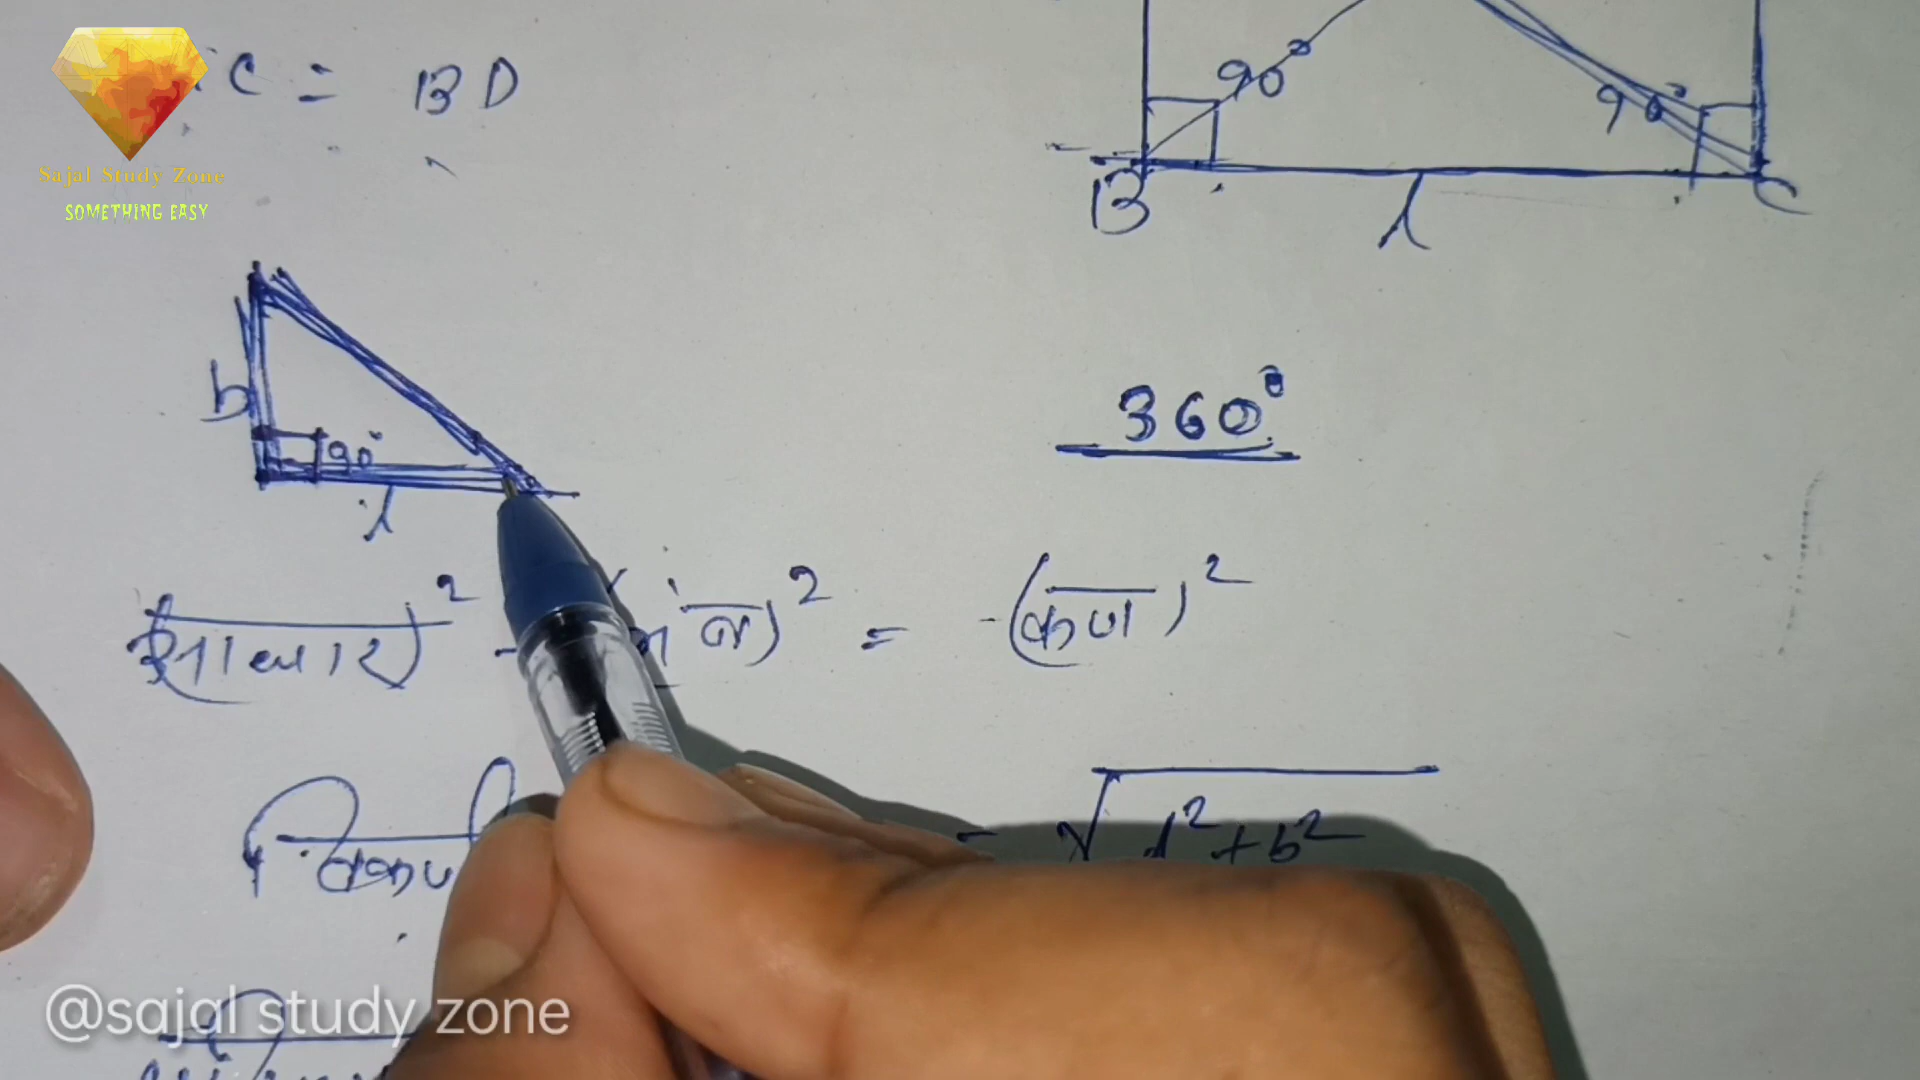 C = BD
Sajal Study Zone
SOMETHING EASY
90°
90°
B
l
C
b
90°
l
360°
(आधार)² (लंब)² = (कर्ण)²
विकर्ण = √l²+b²
@sajal study zone